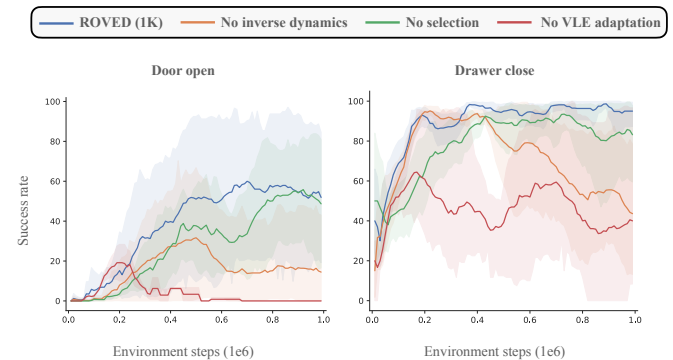 ROVED (1K) No inverse dynamics No selection No VLE adaptation
Door open Drawer close
Success rate
100 100
80 80
60 60
40 40
20 20
0 0
0.0 0.2 0.4 0.6 0.8 1.0 0.0 0.2 0.4 0.6 0.8 1.0
Environment steps (1e6) Environment steps (1e6)